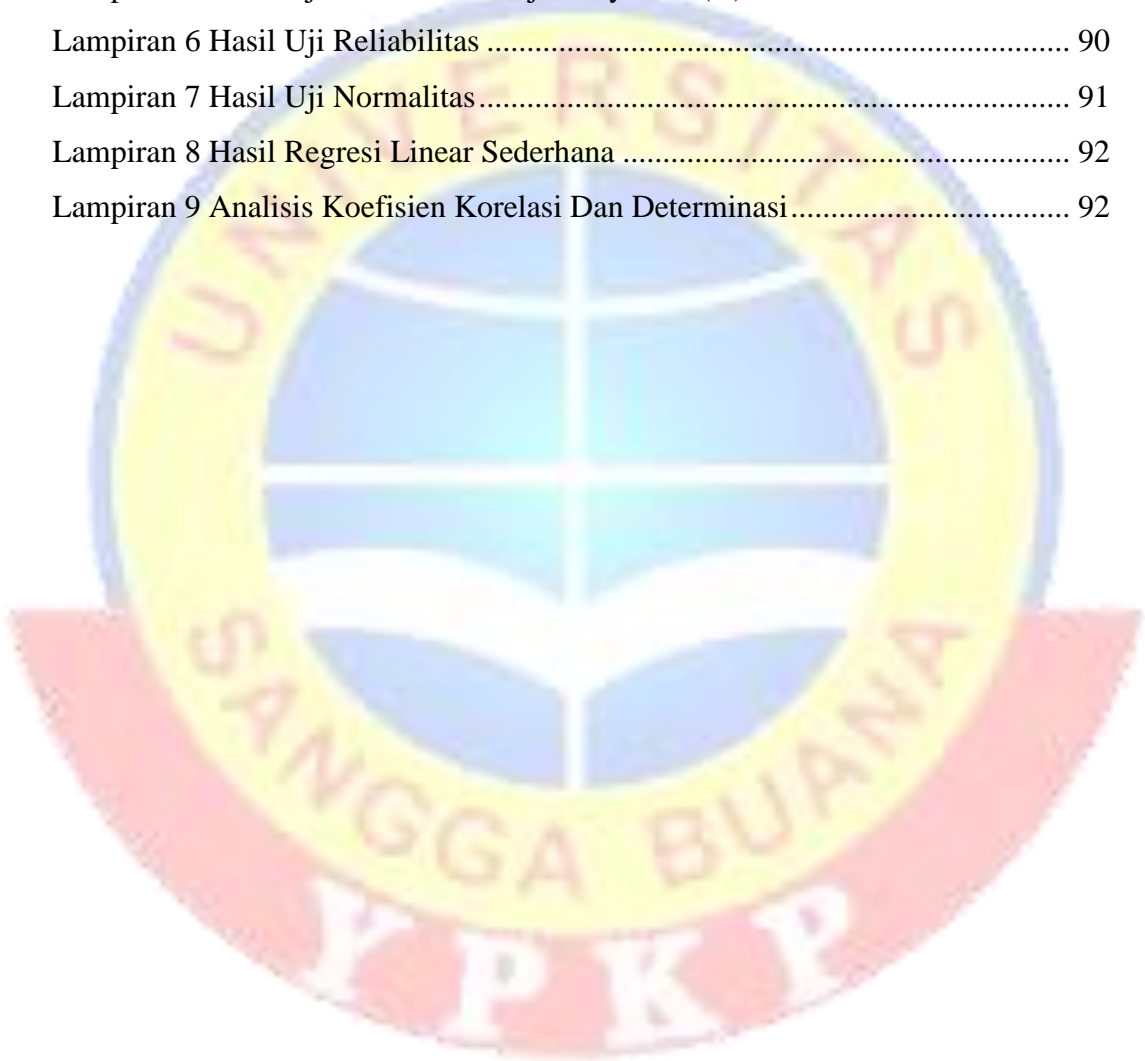 Lampiran 6 Hasil Uji Reliabilitas ........................................................................ 90
Lampiran 7 Hasil Uji Normalitas......................................................................... 91
Lampiran 8 Hasil Regresi Linear Sederhana ....................................................... 92
Lampiran 9 Analisis Koefisien Korelasi Dan Determinasi.................................. 92
UNIVERSITAS
SANGGA BUANA
YPKP